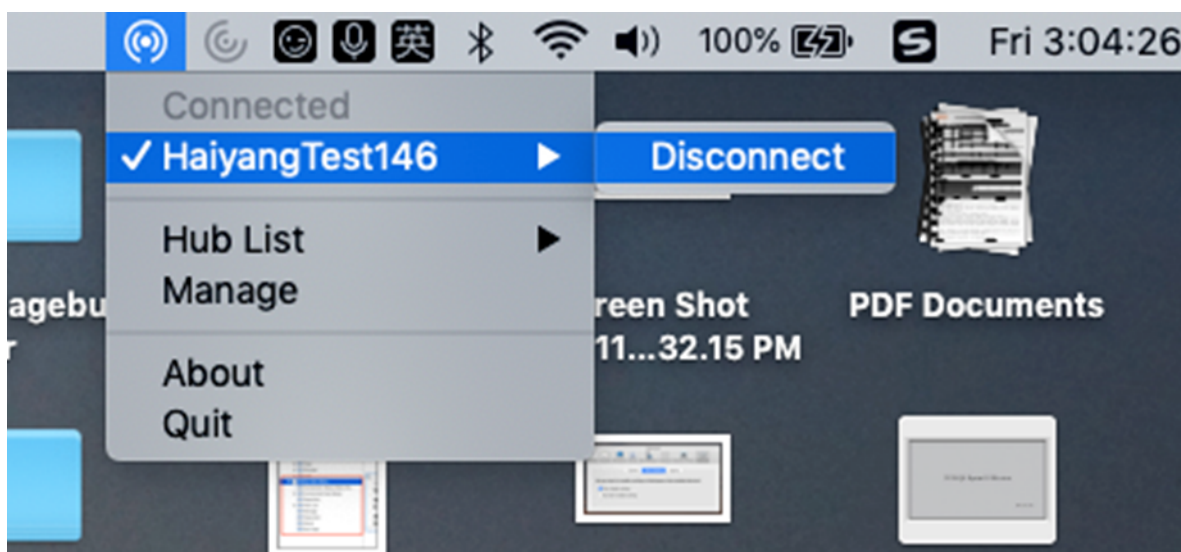 英 100% S Fri 3:04:26
Connected
HaiyangTest146 Disconnect
Hub List
Manage
About
Quit
agebu
r
reen Shot
11...32.15 PM
PDF Documents